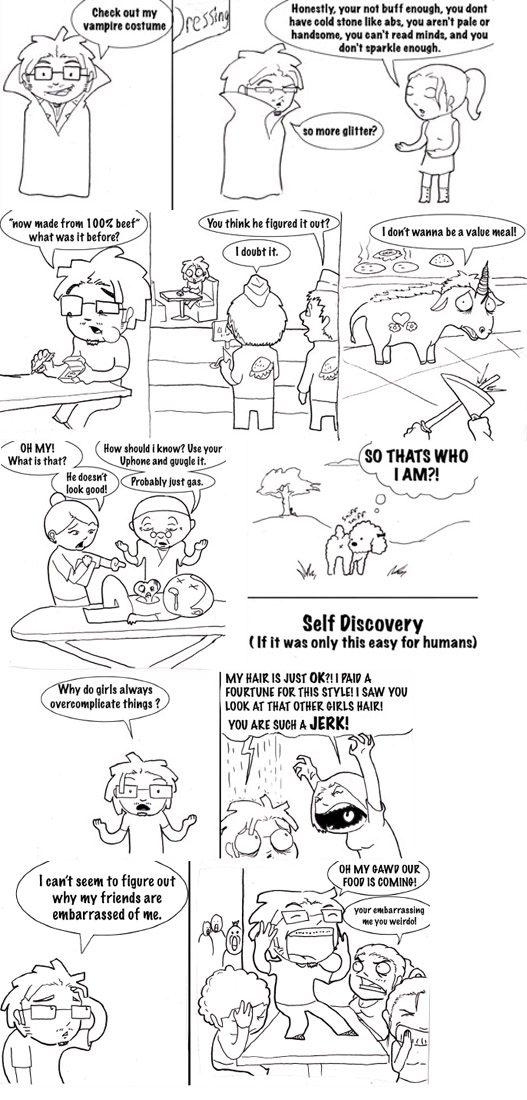 Check out my
vampire costume
Dressing
Honestly, your not buff enough, you dont
have cold stone like abs, you aren't pale or
handsome, you can't read minds, and you
don't sparkle enough.
so more glitter?
"now made from 100% beef"
what was it before?
You think he figured it out?
I doubt it.
I don't wanna be a value meal!
OH MY!
What is that?
He doesn't
look good!
How should i know? Use your
Uphone and guugle it.
Probably just gas.
SO THATS WHO
I AM?!
sniff
Self Discovery
( If it was only this easy for humans)
Why do girls always
overcomplicate things ?
MY HAIR IS JUST OK?! I PAID A
FOURTUNE FOR THIS STYLE! I SAW YOU
LOOK AT THAT OTHER GIRLS HAIR!
YOU ARE SUCH A JERK!
I can't seem to figure out
why my friends are
embarrassed of me.
OH MY GAWD OUR
FOOD IS COMING!
your embarrassing
me you weirdo!